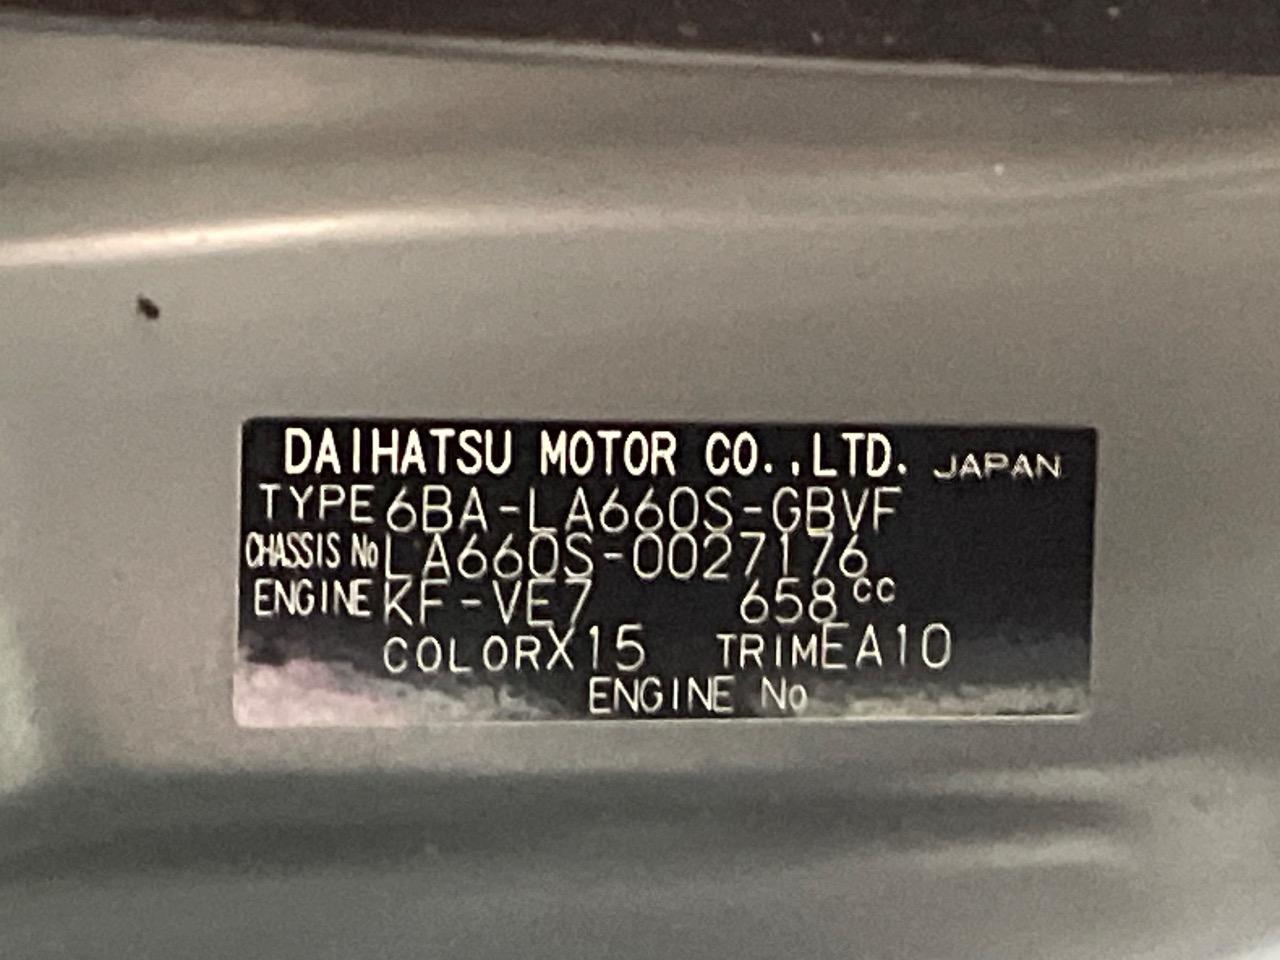 DAIHATSU MOTOR CO.,LTD. JAPAN
TYPE 6BA-LA660S-GBVF
CHASSIS No LA660S-0027176
ENGINE KF-VE7 658cc
COLOR X15 TRIM EA10
ENGINE No